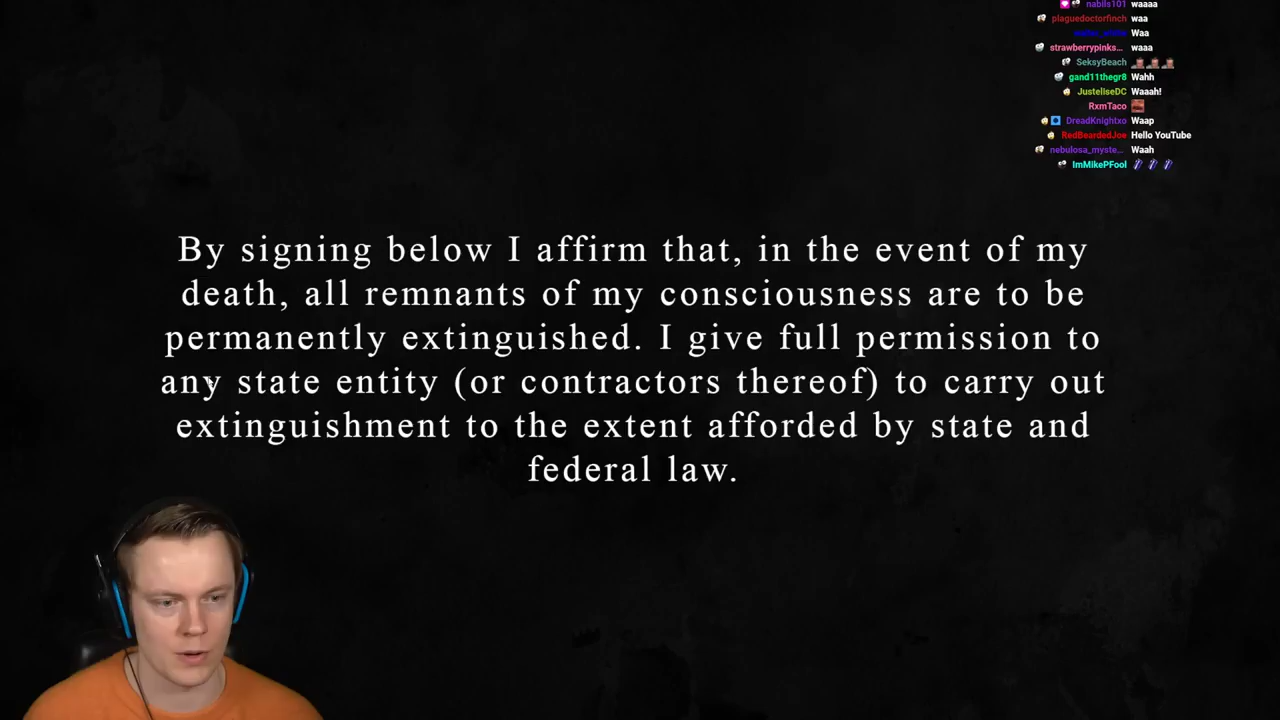 nabils101 waaaa
plaguedoctorfinch waa
Waa
strawberrypinks... waaa
SeksyBeach
gand11thegr8 Wahh
JusteliseDC Waaah!
RxmTaco
DreadKnightxo Waap
RedBeardedJoe Hello YouTube
nebulosa_myste... Waah
ImMikePFool
By signing below I affirm that, in the event of my
death, all remnants of my consciousness are to be
permanently extinguished. I give full permission to
any state entity (or contractors thereof) to carry out
extinguishment to the extent afforded by state and
federal law.